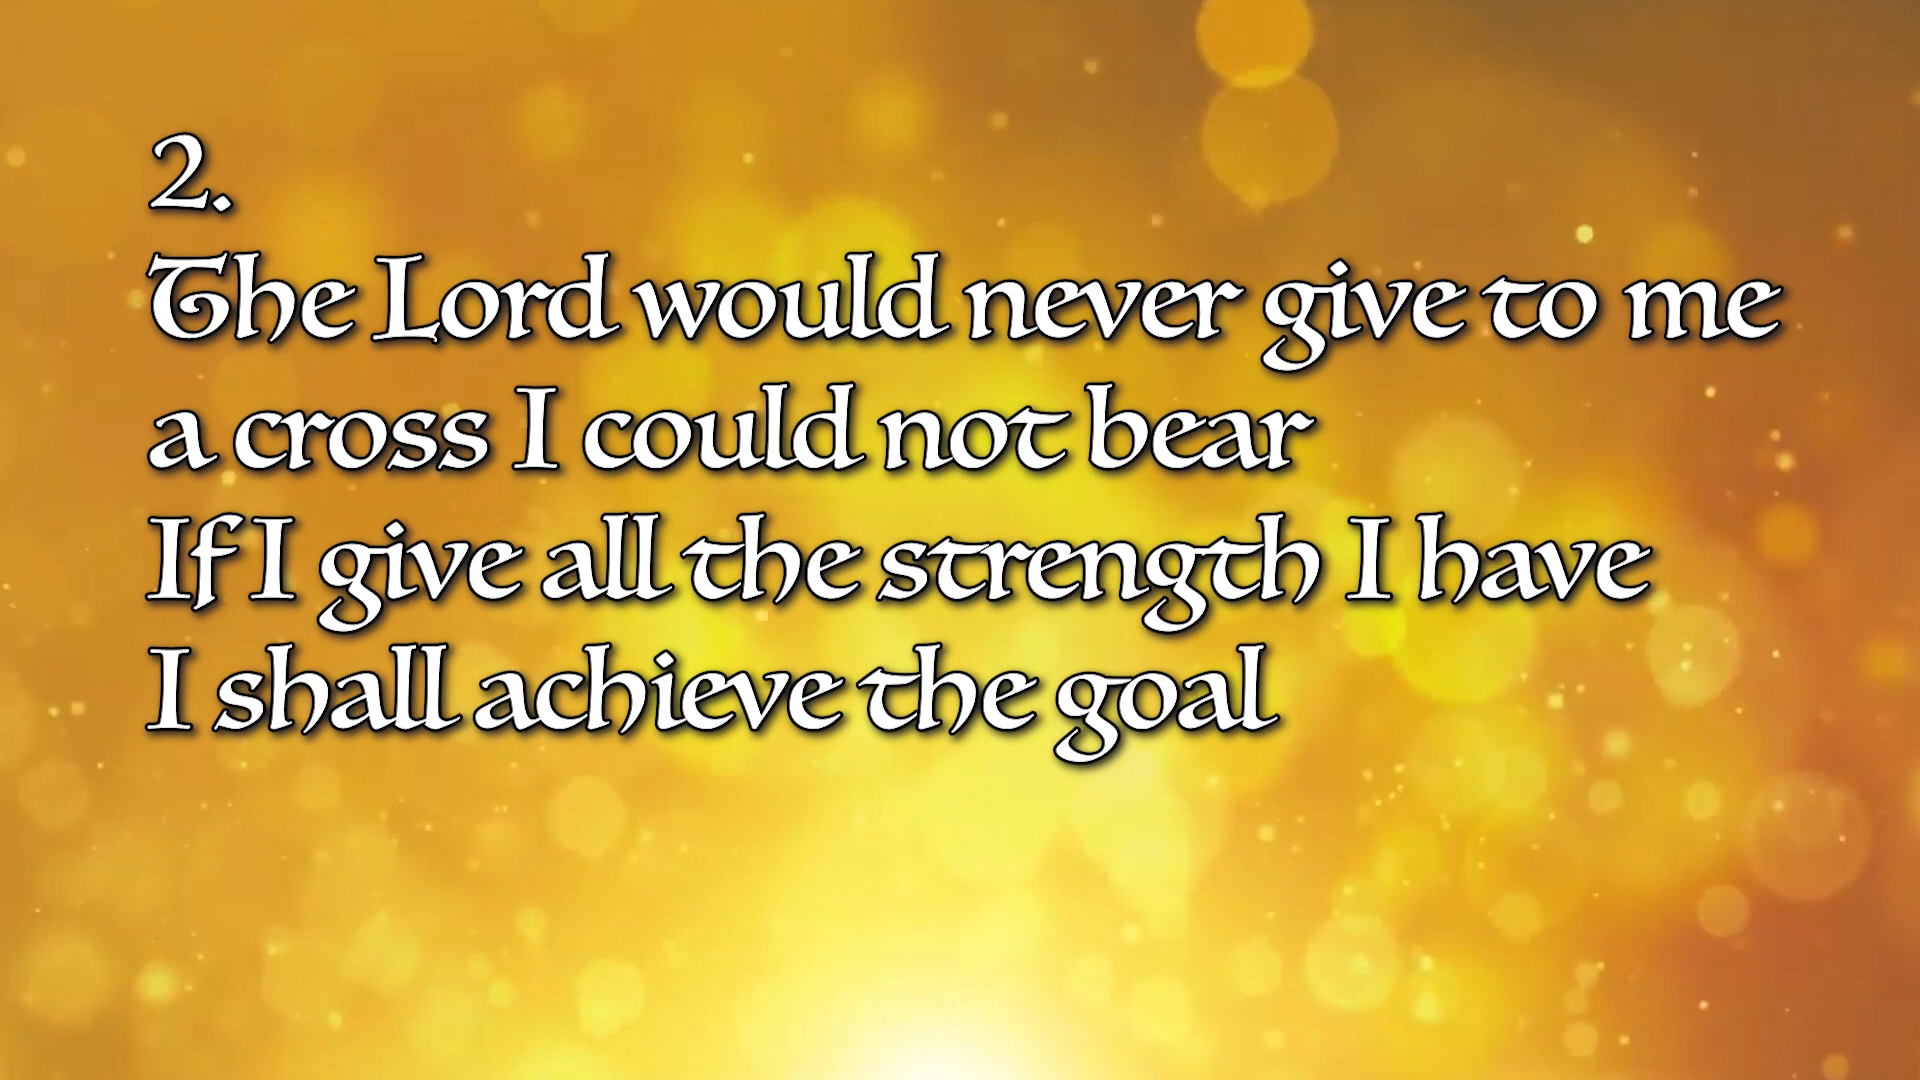 2.
The Lord would never give to me
a cross I could not bear
If I give all the strength I have
I shall achieve the goal